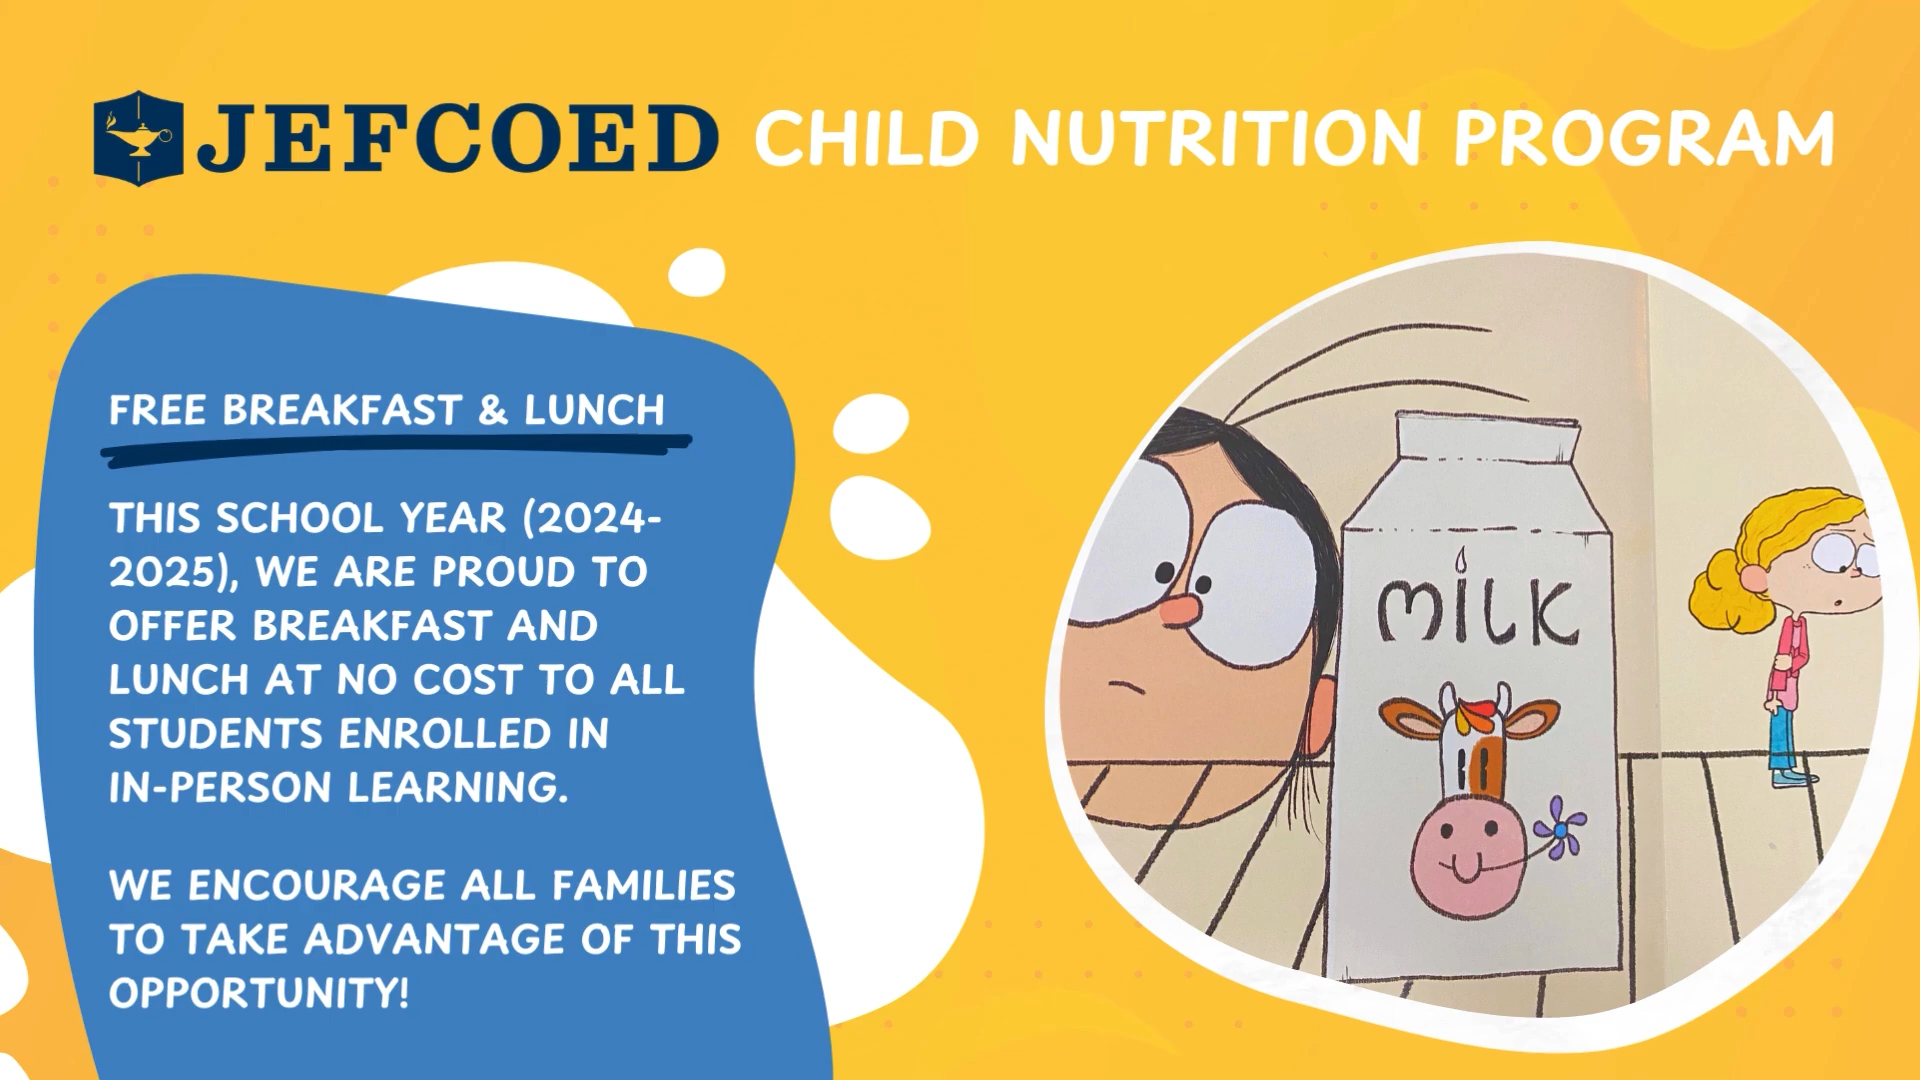 JEFCOED CHILD NUTRITION PROGRAM
FREE BREAKFAST & LUNCH
THIS SCHOOL YEAR (2024-
2025), WE ARE PROUD TO
OFFER BREAKFAST AND
LUNCH AT NO COST TO ALL
STUDENTS ENROLLED IN
IN-PERSON LEARNING.
WE ENCOURAGE ALL FAMILIES
TO TAKE ADVANTAGE OF THIS
OPPORTUNITY!
MiLK